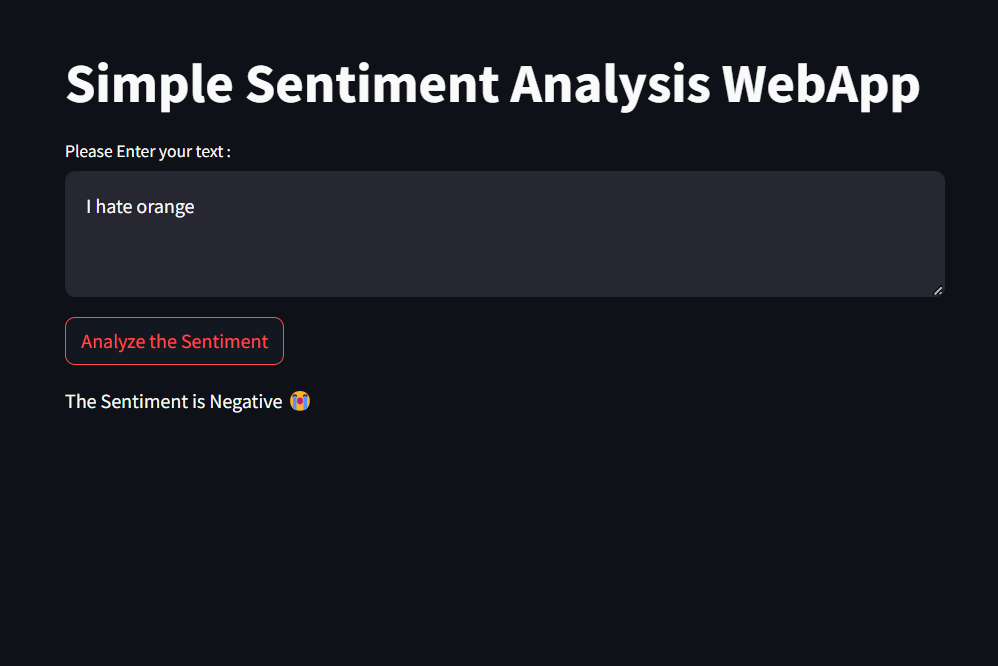 Simple Sentiment Analysis WebApp
Please Enter your text :
I hate orange
Analyze the Sentiment
The Sentiment is Negative 😭